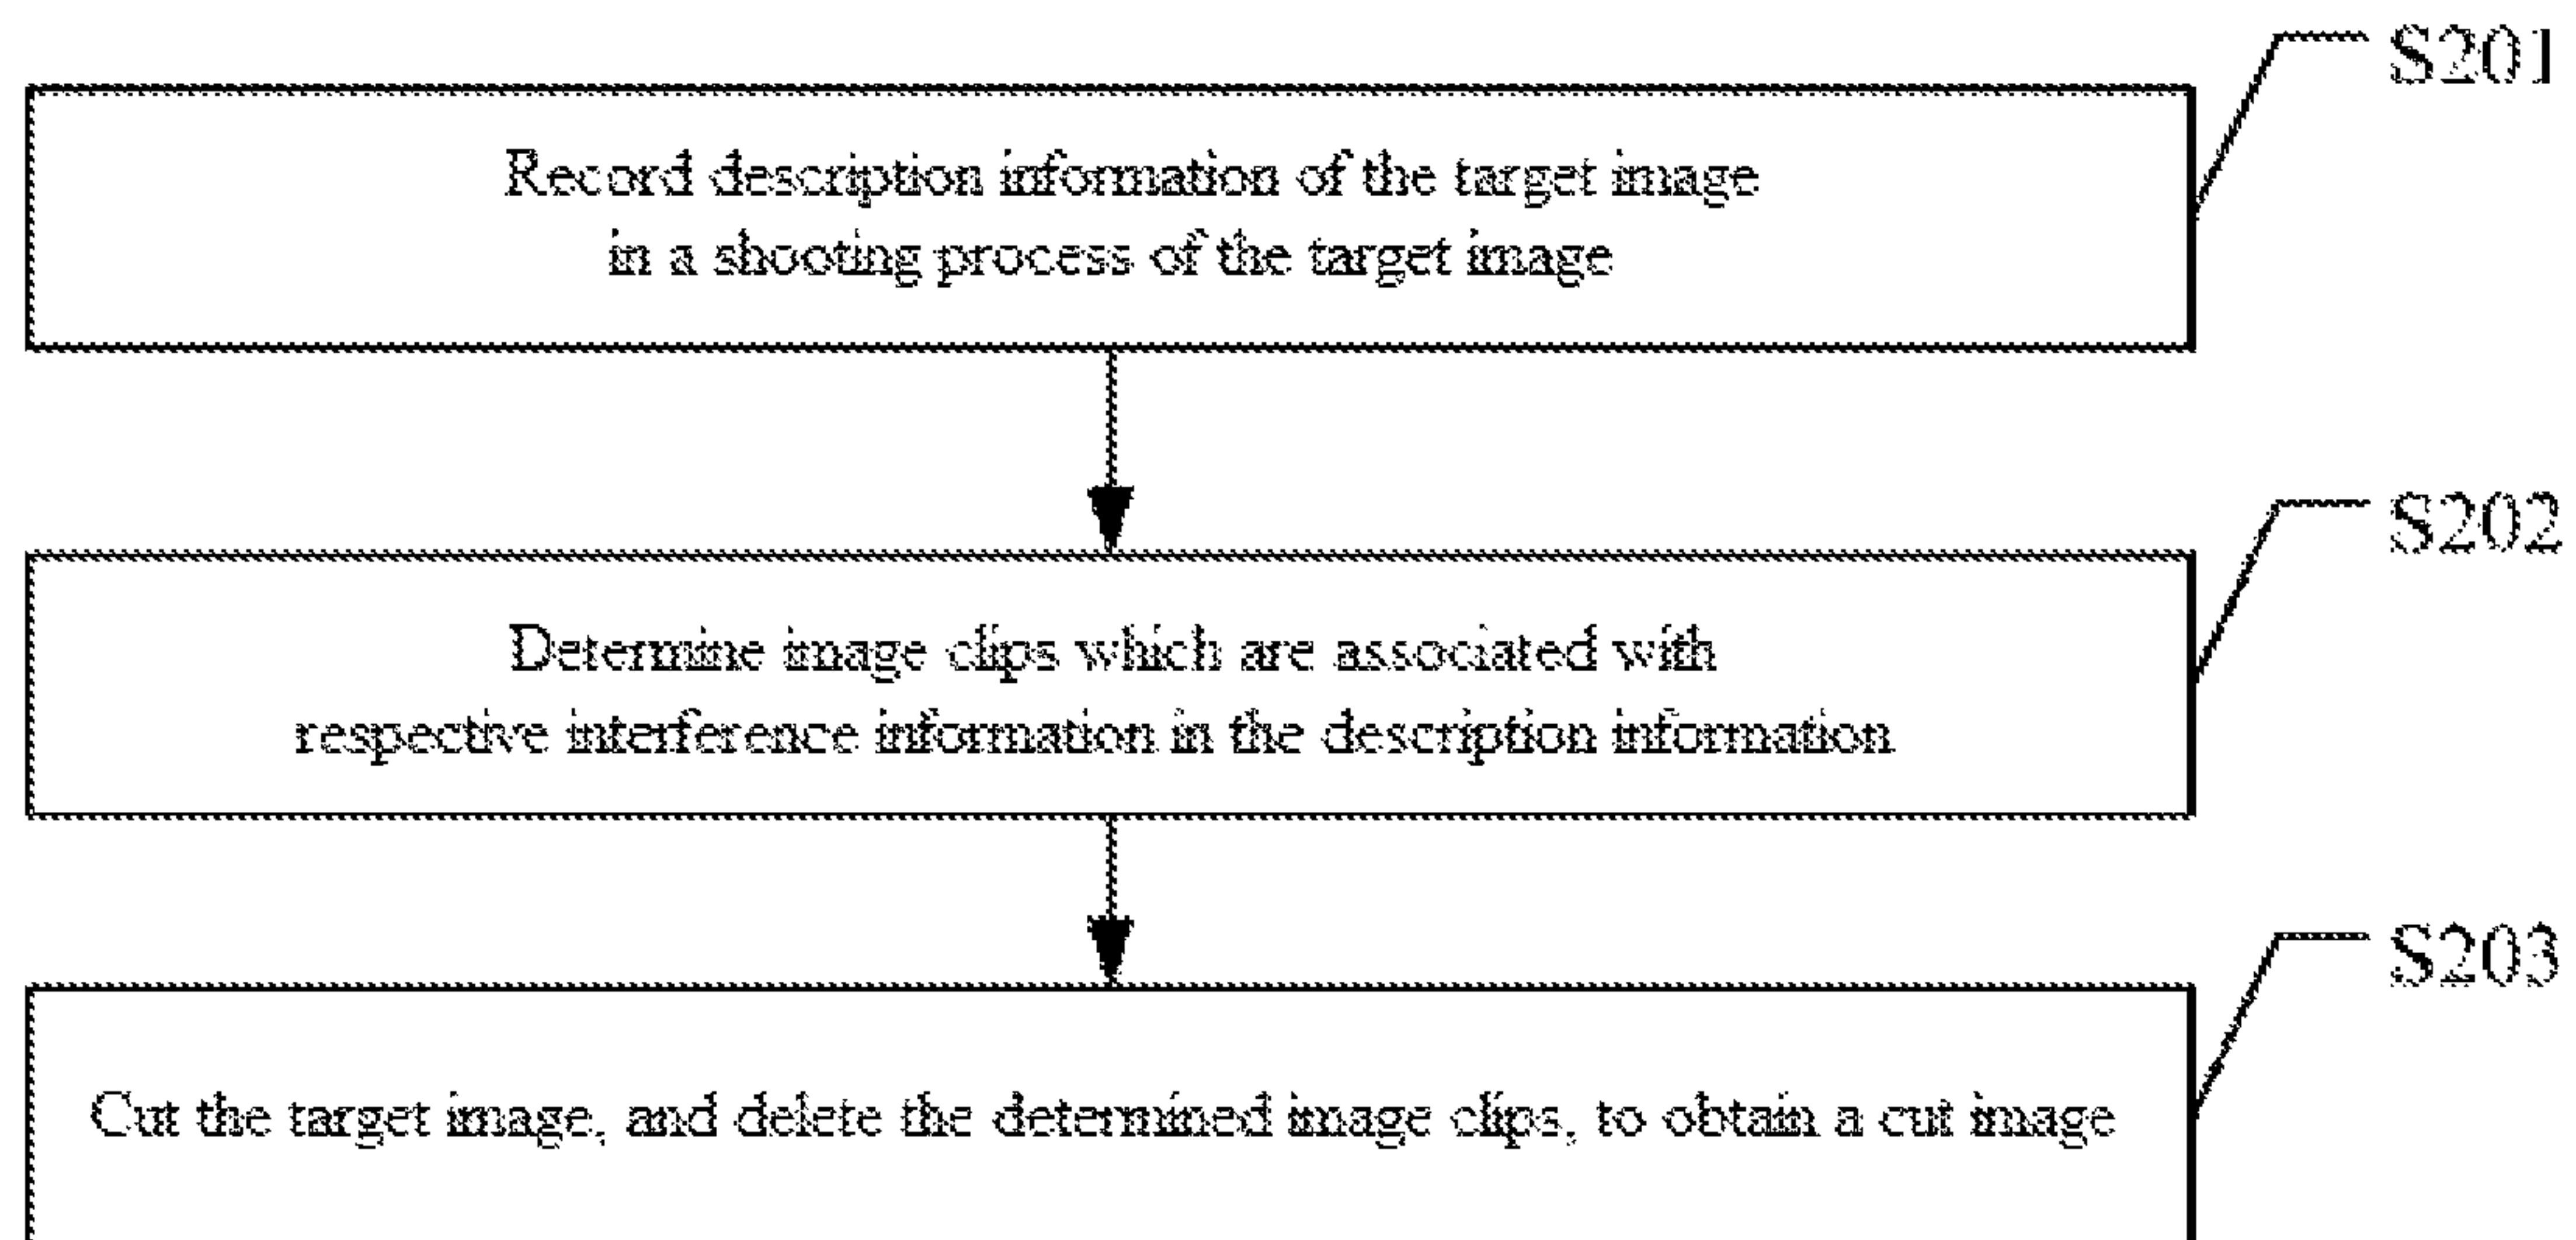 S201
Record description information of the target image
in a shooting process of the target image
S202
Determine image clips which are associated with
respective interference information in the description information
S203
Cut the target image, and delete the determined image clips, to obtain a cut image